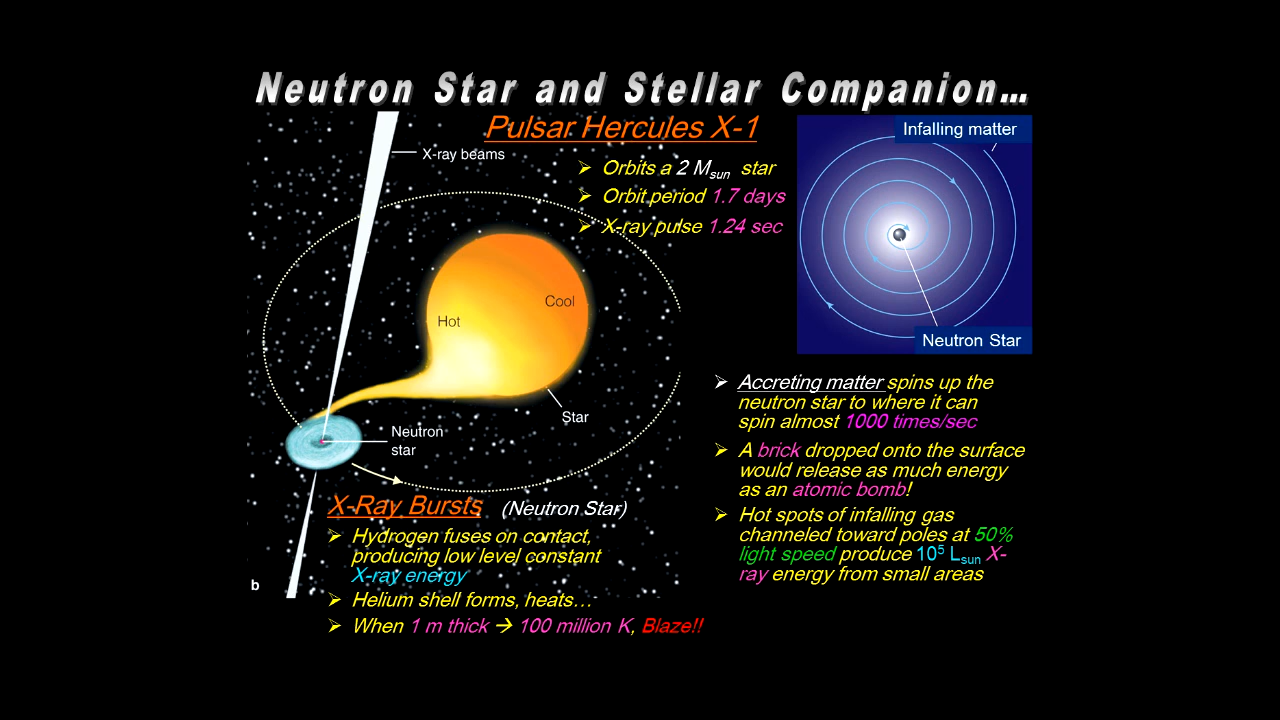 Neutron Star and Stellar Companion...
Pulsar Hercules X-1
➢ Orbits a 2 Msun star
➢ Orbit period 1.7 days
➢ X-ray pulse 1.24 sec
X-ray beams
Hot
Cool
Star
Neutron
star
b
Infalling matter
Neutron Star
X-Ray Bursts (Neutron Star)
➢ Hydrogen fuses on contact,
producing low level constant
X-ray energy
➢ Helium shell forms, heats…
➢ When 1 m thick → 100 million K, Blaze!!
➢ Accreting matter spins up the
neutron star to where it can
spin almost 1000 times/sec
➢ A brick dropped onto the surface
would release as much energy
as an atomic bomb!
➢ Hot spots of infalling gas
channeled toward poles at 50%
light speed produce 10⁵ Lsun X-
ray energy from small areas